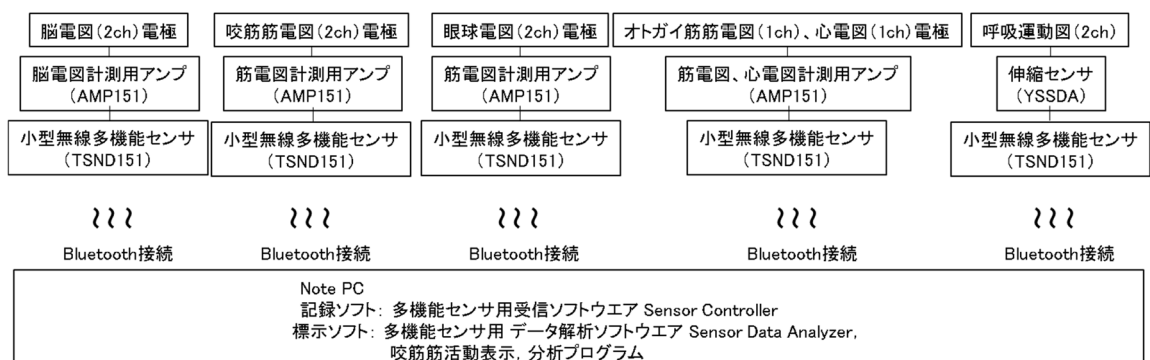 脳電図(2ch)電極
咬筋筋電図(2ch)電極
眼球電図(2ch)電極
オトガイ筋筋電図(1ch)、心電図(1ch)電極
呼吸運動図(2ch)
脳電図計測用アンプ
(AMP151)
筋電図計測用アンプ
(AMP151)
筋電図計測用アンプ
(AMP151)
筋電図、心電図計測用アンプ
(AMP151)
伸縮センサ
(YSSDA)
小型無線多機能センサ
(TSND151)
小型無線多機能センサ
(TSND151)
小型無線多機能センサ
(TSND151)
小型無線多機能センサ
(TSND151)
小型無線多機能センサ
(TSND151)
Bluetooth接続
Bluetooth接続
Bluetooth接続
Bluetooth接続
Bluetooth接続
Note PC
記録ソフト: 多機能センサ用受信ソフトウエア Sensor Controller
標示ソフト: 多機能センサ用 データ解析ソフトウエア Sensor Data Analyzer,
咬筋筋活動表示, 分析プログラム